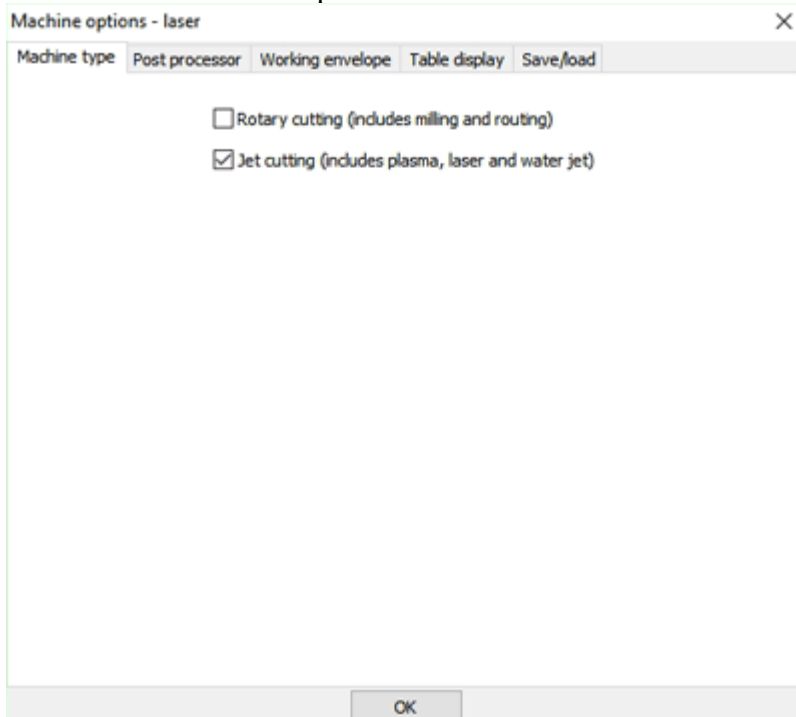 Machine options - laser
Machine type Post processor Working envelope Table display Save/load
Rotary cutting (includes milling and routing)
Jet cutting (includes plasma, laser and water jet)
OK